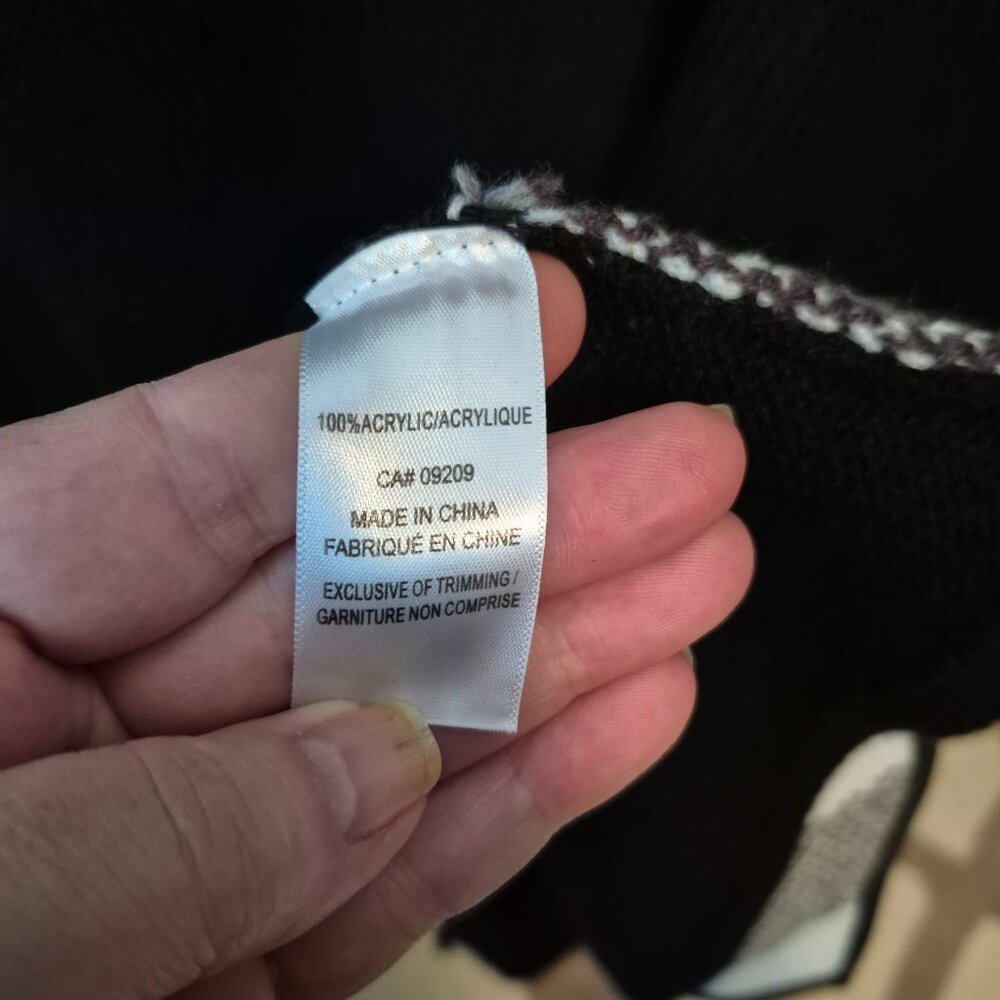 100%ACRYLIC/ACRYLIQUE
CA# 09209
MADE IN CHINA
FABRIQUÉ EN CHINE
EXCLUSIVE OF TRIMMING /
GARNITURE NON COMPRISE